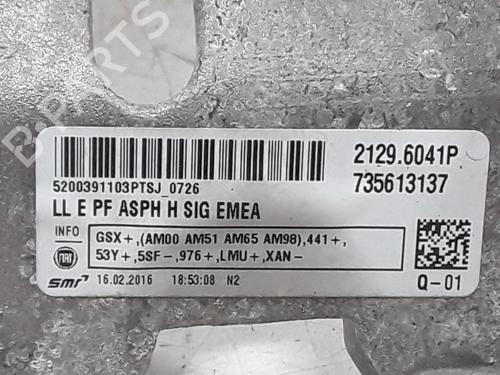 B-PARTS
5200391103PTSJ_0726
2129.6041P
735613137
LL E PF ASPH H SIG EMEA
INFO
GSX+,(AM00 AM51 AM65 AM98),441+,
53Y+,5SF-,976+,LMU+,XAN-
FIAT
smr
16.02.2016 18:53:08 N2
Q-01